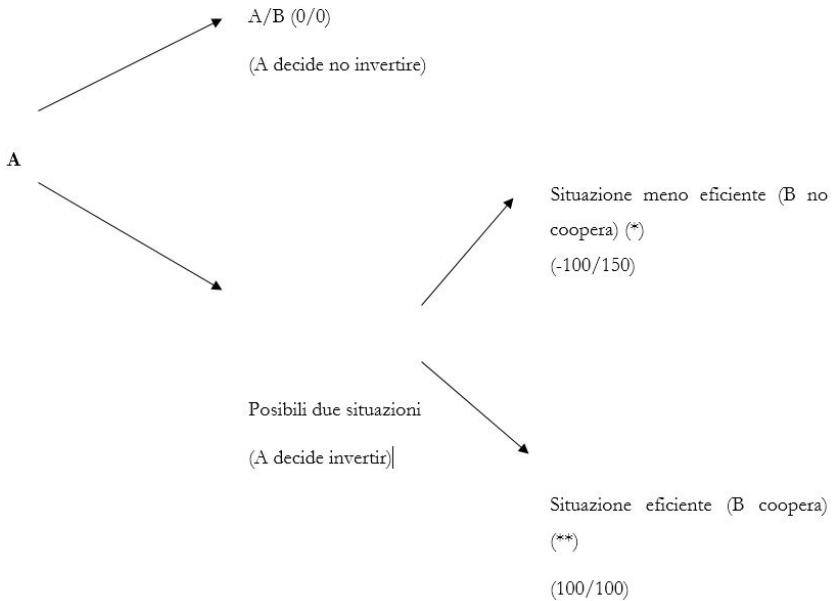 A/B (0/0)
(A decide no invertire)
A
Situazione meno eficiente (B no
coopera) (*)
(-100/150)
Posibili due situazioni
(A decide invertir)
Situazione eficiente (B coopera)
(**)
(100/100)